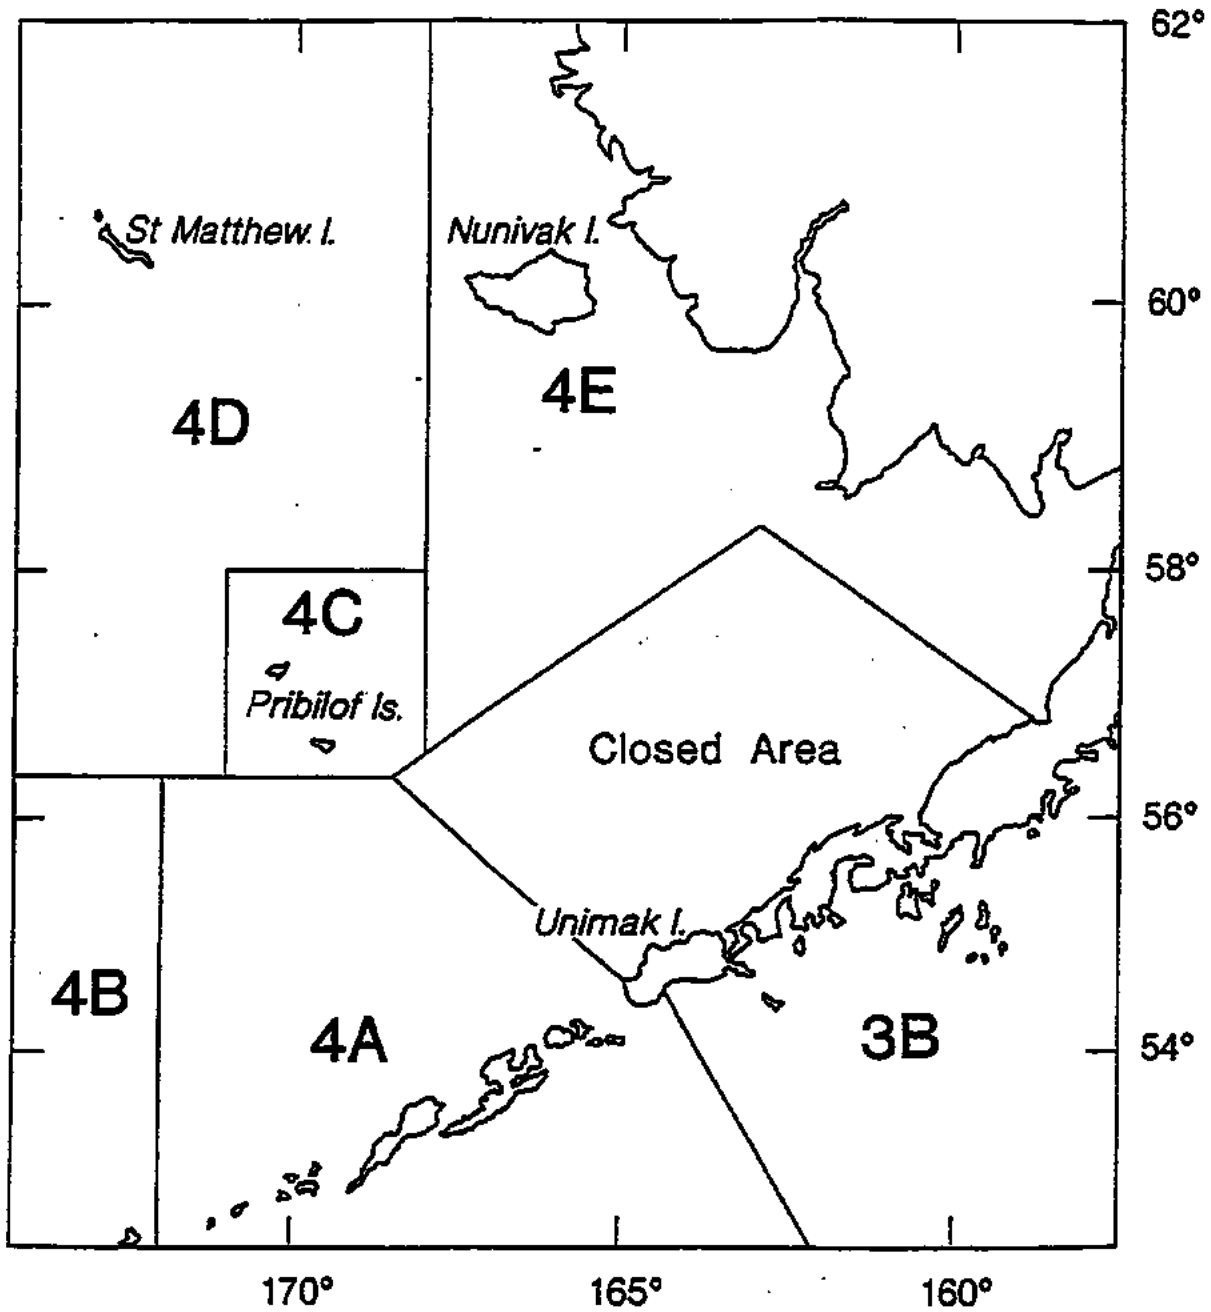 62°
St Matthew. I.
Nunivak I.
60°
4E
4D
58°
4C
Pribilof Is.
Closed Area
56°
Unimak I.
4B
4A
3B
54°
170°
165°
160°